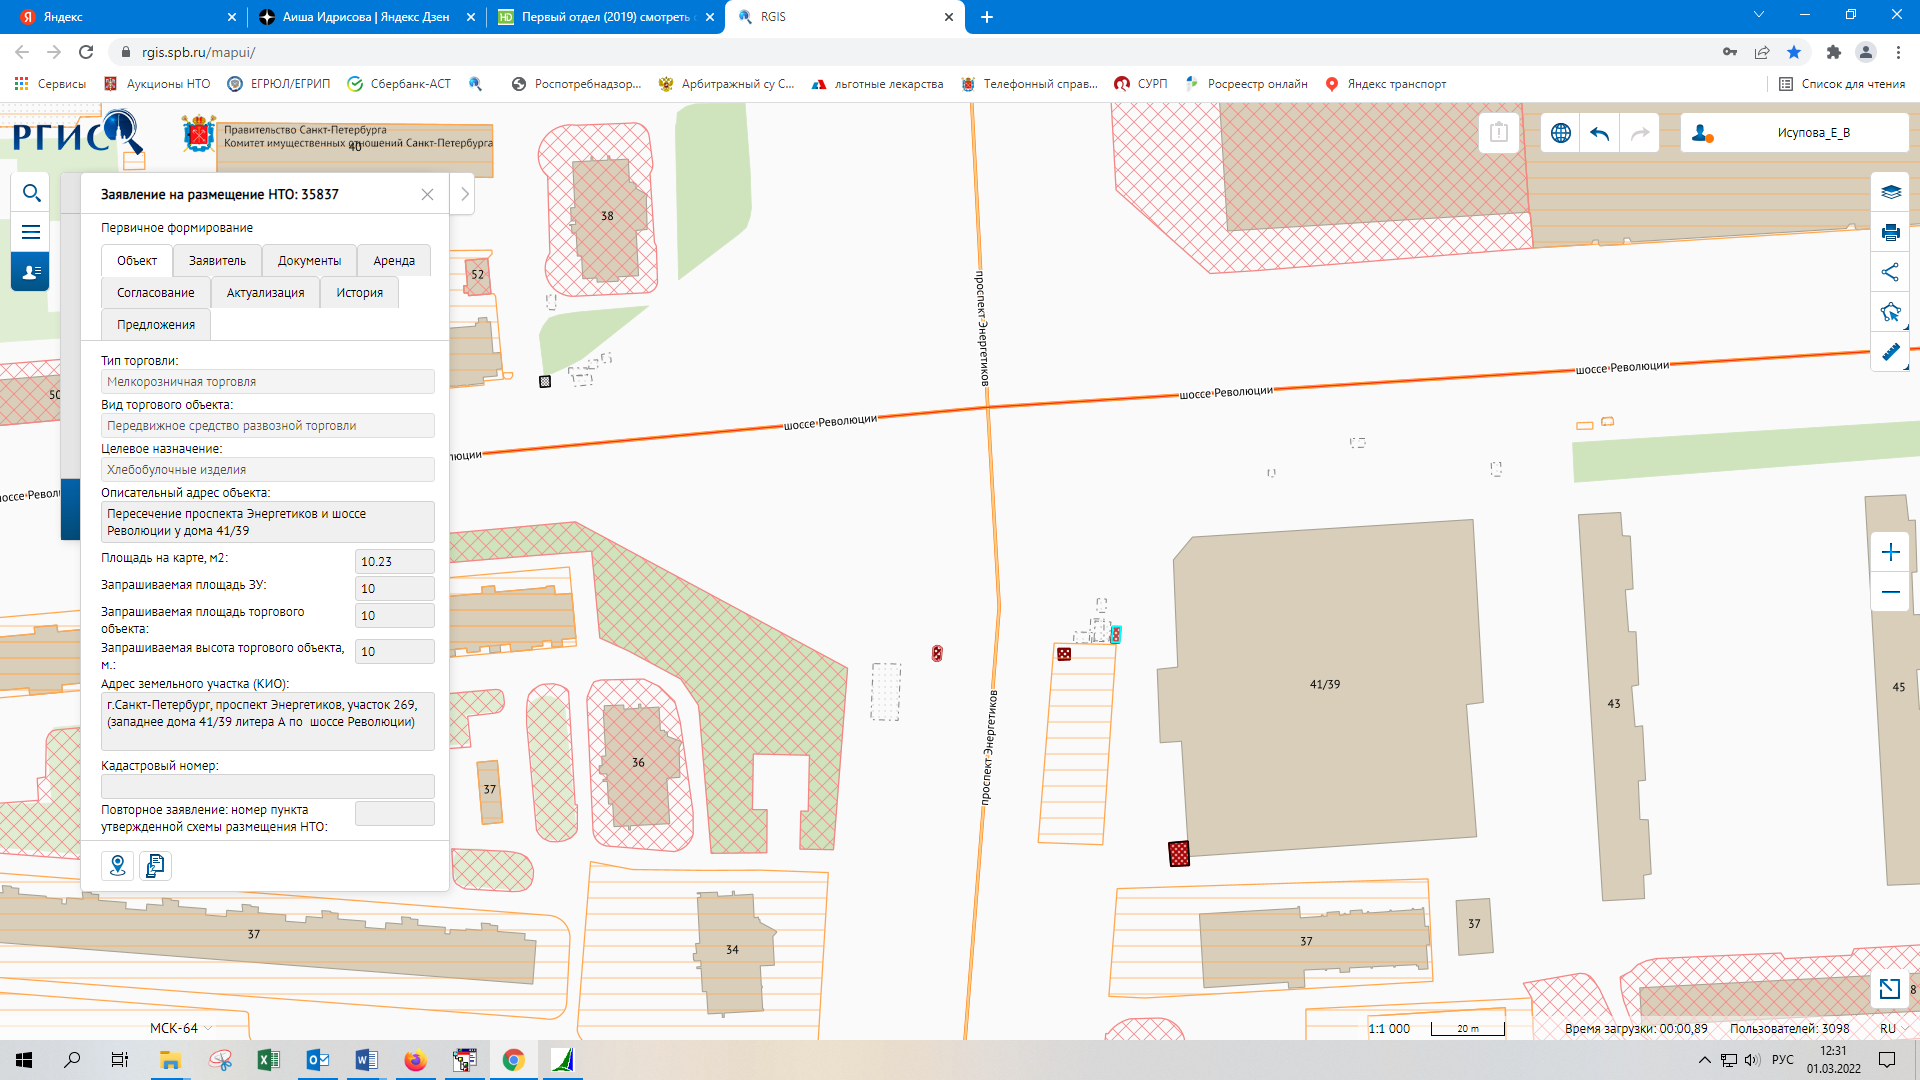 Яндекс
Аиша Идрисова | Яндекс Дзен
Первый отдел (2019) смотреть
RGIS
rgis.spb.ru/mapui/
Сервисы
Аукционы НТО
ЕГРЮЛ/ЕГРИП
Сбербанк-АСТ
Роспотребнадзор...
Арбитражный су С...
льготные лекарства
Телефонный справ...
СУРП
Росреестр онлайн
Яндекс транспорт
Список для чтения
РГИС
Правительство Санкт-Петербурга
Комитет имущественных отношений Санкт-Петербурга
40
Исупова_Е_В
Заявление на размещение НТО: 35837
Первичное формирование
Объект
Заявитель
Документы
Аренда
Согласование
Актуализация
История
Предложения
Тип торговли:
Мелкорозничная торговля
Вид торгового объекта:
Передвижное средство развозной торговли
Целевое назначение:
Хлебобулочные изделия
Описательный адрес объекта:
Пересечение проспекта Энергетиков и шоссе
Революции у дома 41/39
Площадь на карте, м2:
10.23
Запрашиваемая площадь ЗУ:
10
Запрашиваемая площадь торгового
объекта:
10
Запрашиваемая высота торгового объекта,
м.:
10
Адрес земельного участка (КИО):
г.Санкт-Петербург, проспект Энергетиков, участок 269,
(западнее дома 41/39 литера А по  шоссе Революции)
Кадастровый номер:
Повторное заявление: номер пункта
утвержденной схемы размещения НТО:
38
52
50
проспект Энергетиков
шоссе Революции
шоссе Революции
шоссе Революции
люции
шоссе Револ
41/39
43
45
36
37
проспект Энергетиков
37
34
37
37
8
МСК-64
1:1 000
20 m
Время загрузки: 00:00,89
Пользователей: 3098
RU
РУС
12:31
01.03.2022